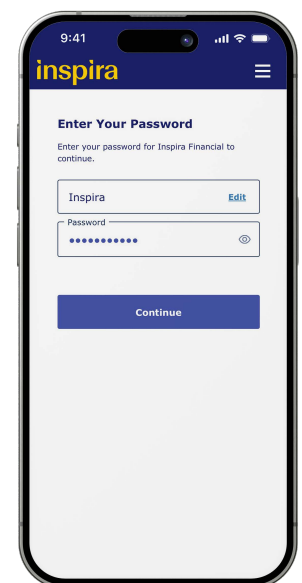 9:41
inspira
Enter Your Password
Enter your password for Inspira Financial to
continue.
Inspira Edit
Password
●●●●●●●●●●●
Continue